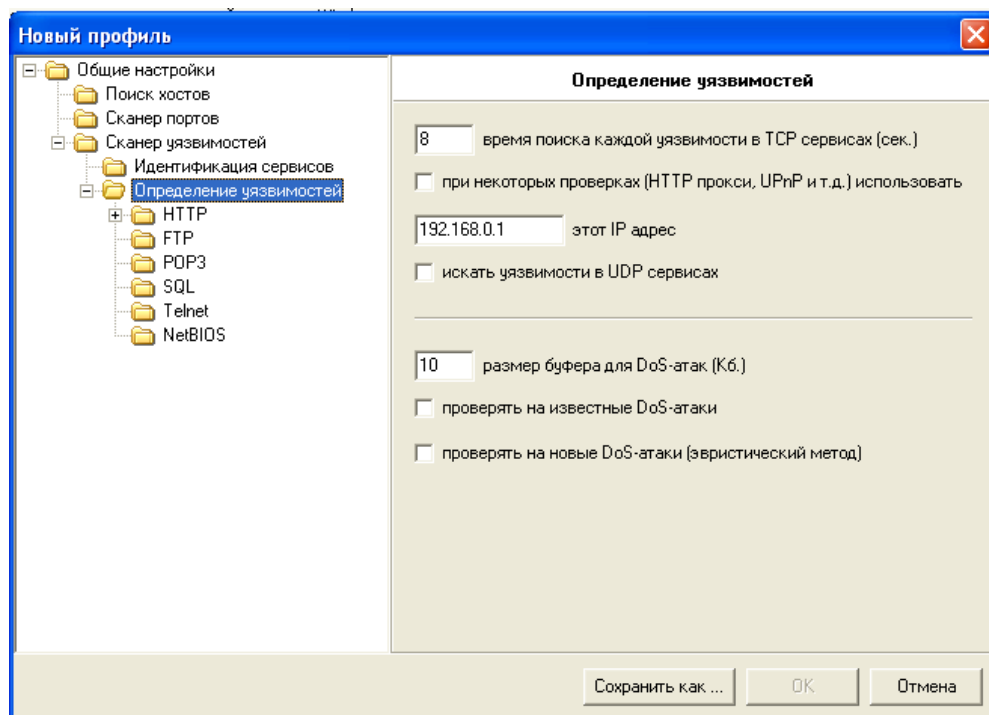 Новый профиль
Общие настройки
Поиск хостов
Сканер портов
Сканер уязвимостей
Идентификация сервисов
Определение уязвимостей
HTTP
FTP
POP3
SQL
Telnet
NetBIOS
Определение уязвимостей
8 время поиска каждой уязвимости в TCP сервисах (сек.)
при некоторых проверках (HTTP прокси, UPnP и т.д.) использовать
192.168.0.1 этот IP адрес
искать уязвимости в UDP сервисах
10 размер буфера для DoS-атак (Кб.)
проверять на известные DoS-атаки
проверять на новые DoS-атаки (эвристический метод)
Сохранить как ... OK Отмена